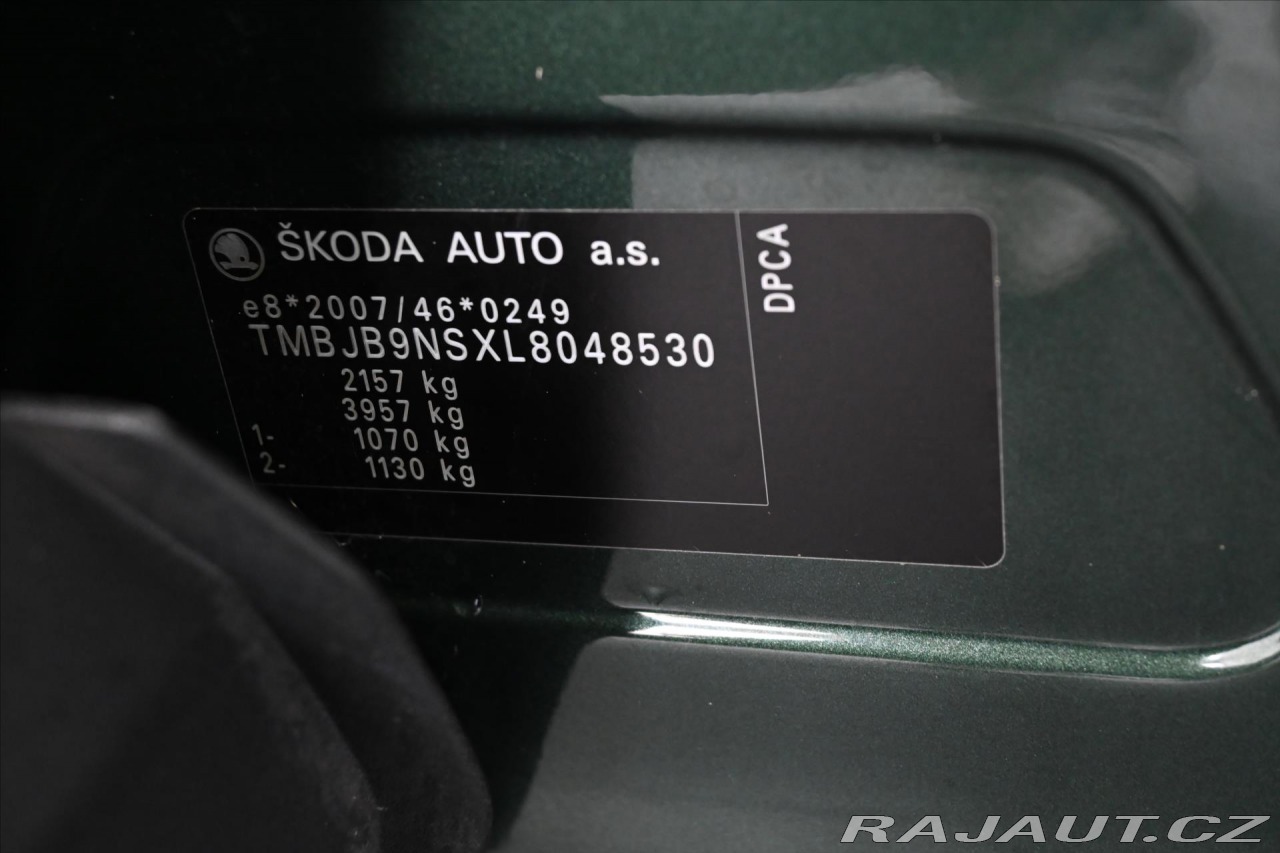 ŠKODA AUTO a.s.
e8*2007/46*0249
TMBJB9NSXL8048530
2157 kg
3957 kg
1- 1070 kg
2- 1130 kg
DPCA
RAJAUT.CZ